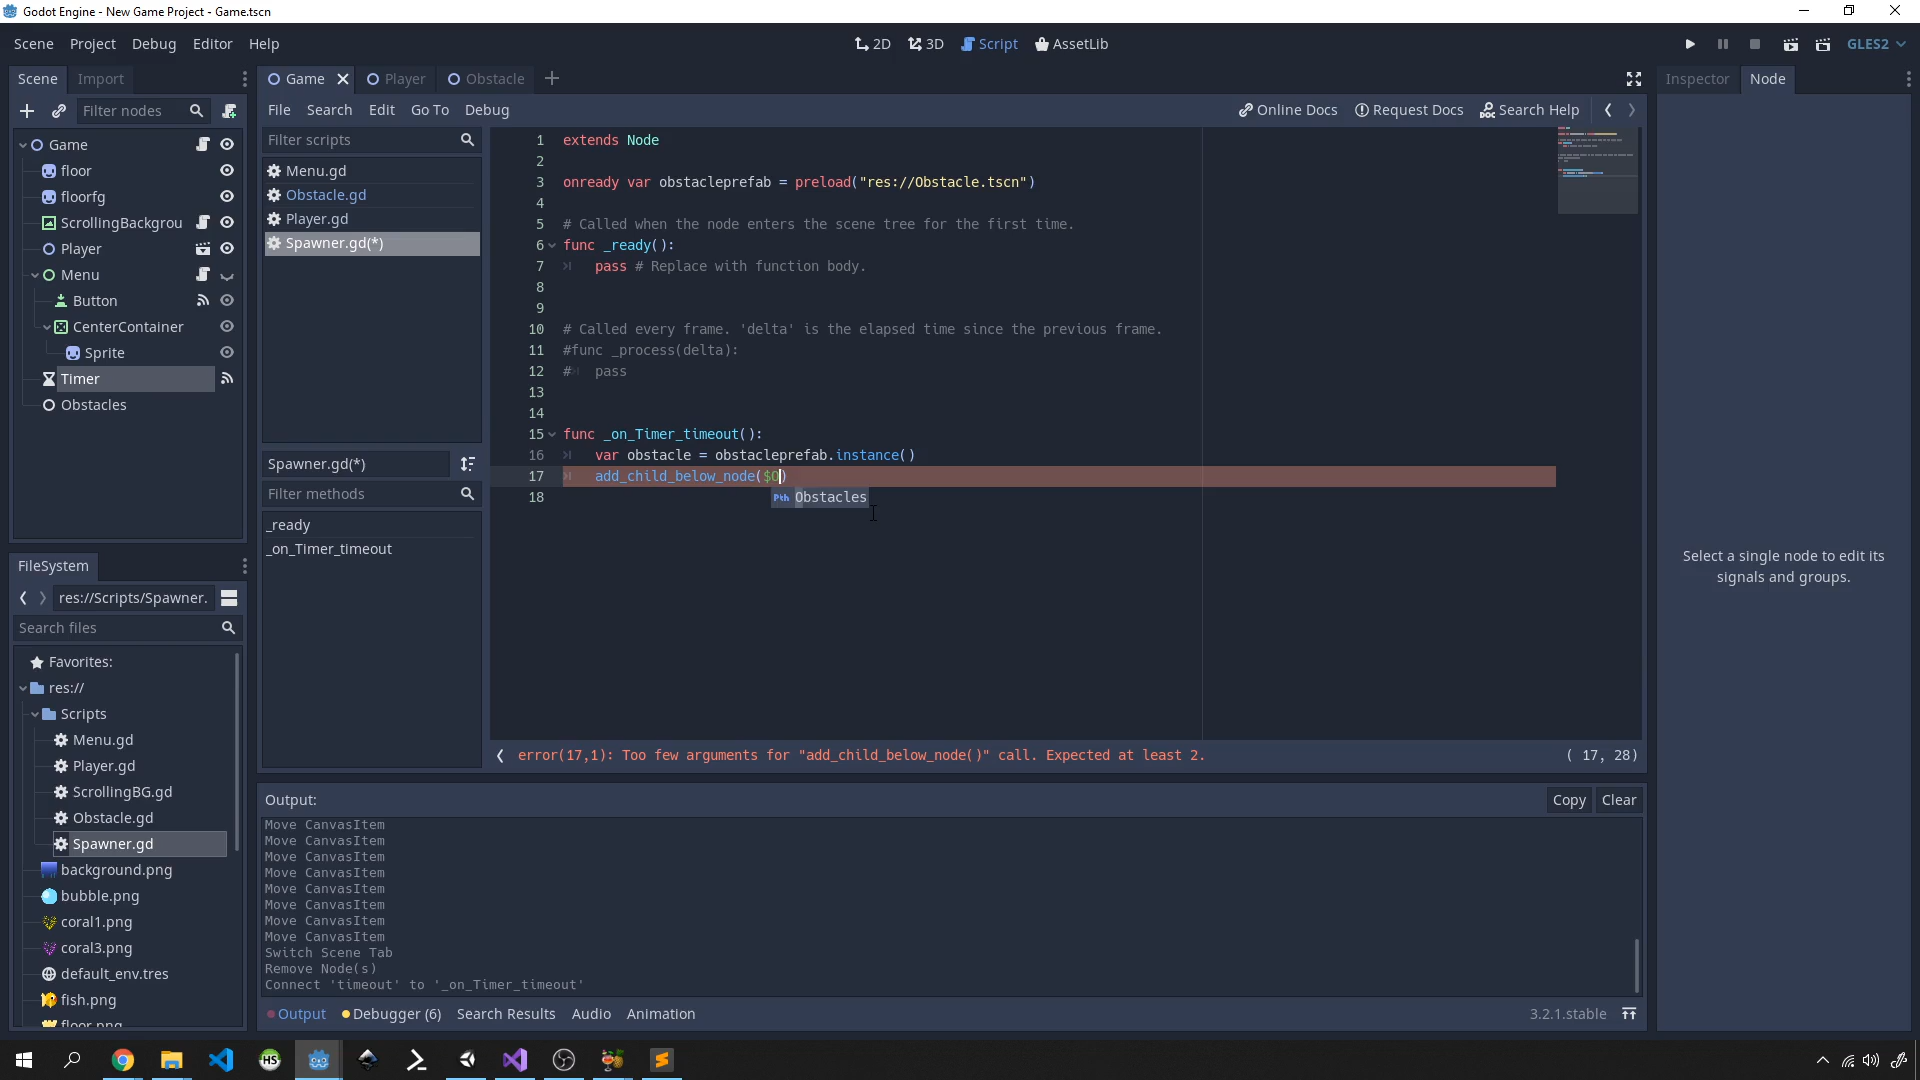 Godot Engine - New Game Project - Game.tscn
Scene Project Debug Editor Help
2D 3D Script AssetLib
GLES2
Scene Import
Game Player Obstacle
Inspector Node
Filter nodes
File Search Edit Go To Debug
Online Docs Request Docs Search Help
Game
floor
floorfg
ScrollingBackgrou
Player
Menu
Button
CenterContainer
Sprite
Timer
Obstacles
Filter scripts
Menu.gd
Obstacle.gd
Player.gd
Spawner.gd(*)
Spawner.gd(*)
Filter methods
_ready
_on_Timer_timeout
1 extends Node
2
3 onready var obstacleprefab = preload("res://Obstacle.tscn")
4
5 # Called when the node enters the scene tree for the first time.
6 func _ready():
7 pass # Replace with function body.
8
9
10 # Called every frame. 'delta' is the elapsed time since the previous frame.
11 #func _process(delta):
12 # pass
13
14
15 func _on_Timer_timeout():
16 var obstacle = obstacleprefab.instance()
17 add_child_below_node($O)
18
Pth Obstacles
error(17,1): Too few arguments for "add_child_below_node()" call. Expected at least 2.
( 17, 28)
Select a single node to edit its
signals and groups.
FileSystem
res://Scripts/Spawner.
Search files
Favorites:
res://
Scripts
Menu.gd
Player.gd
ScrollingBG.gd
Obstacle.gd
Spawner.gd
background.png
bubble.png
coral1.png
coral3.png
default_env.tres
fish.png
floor.png
Output:
Copy Clear
Move CanvasItem
Move CanvasItem
Move CanvasItem
Move CanvasItem
Move CanvasItem
Move CanvasItem
Move CanvasItem
Move CanvasItem
Switch Scene Tab
Remove Node(s)
Connect 'timeout' to '_on_Timer_timeout'
Output Debugger (6) Search Results Audio Animation
3.2.1.stable
HS